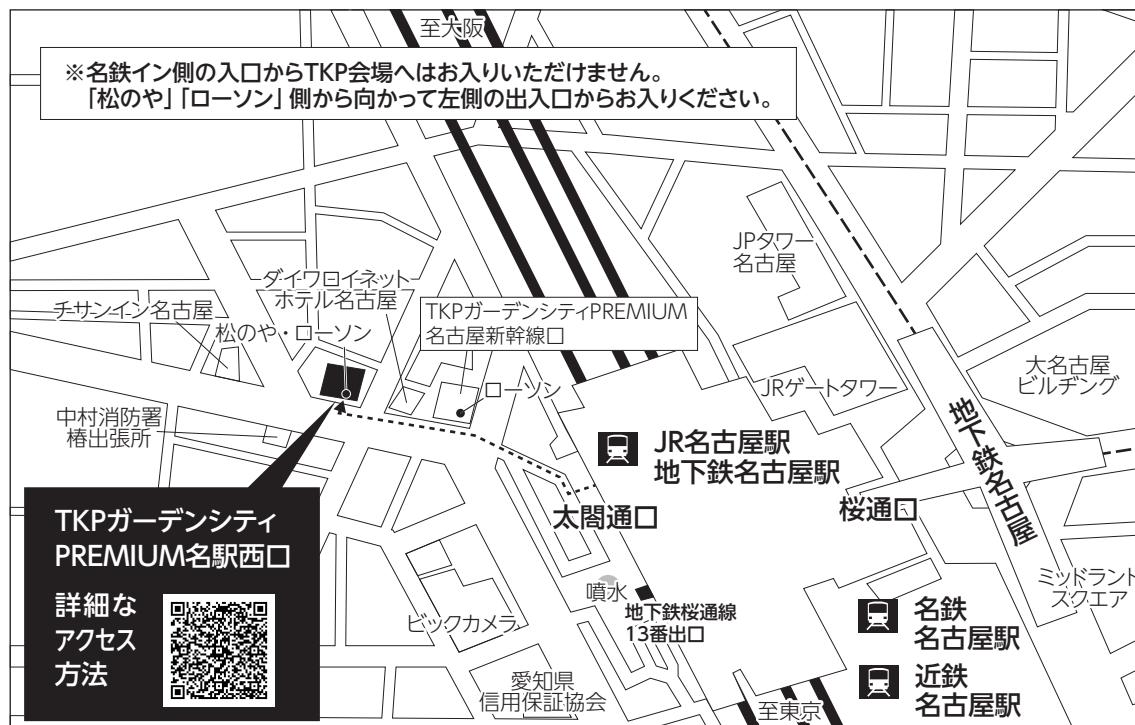 至大阪
※名鉄イン側の入口からTKP会場へはお入りいただけません。
「松のや」「ローソン」側から向かって左側の出入口からお入りください。
JPタワー
名古屋
ダイワロイネット
ホテル名古屋
チサンイン名古屋
松のや・ローソン
TKPガーデンシティPREMIUM
名古屋新幹線口
ローソン
JRゲートタワー
大名古屋
ビルヂング
中村消防署
椿出張所
JR名古屋駅
地下鉄名古屋駅
地下鉄名古屋
太閤通口
桜通口
TKPガーデンシティ
PREMIUM名駅西口
詳細な
アクセス
方法
噴水
地下鉄桜通線
13番出口
ビックカメラ
ミッドランド
スクエア
名鉄
名古屋駅
近鉄
名古屋駅
愛知県
信用保証協会
至東京